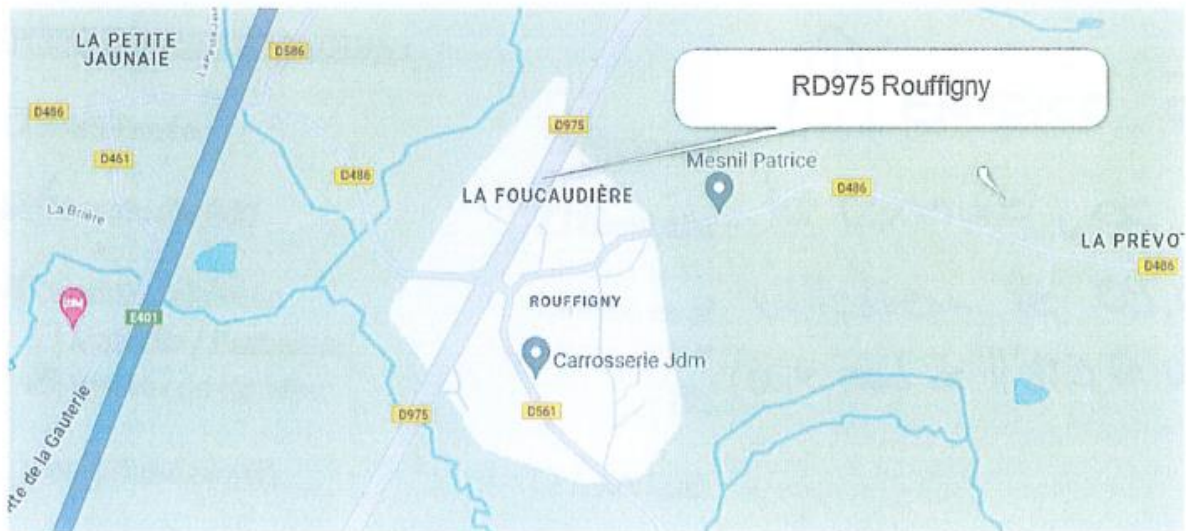 LA PETITE
JAUNAIE
D586
RD975 Rouffigny
D486
D975
D461
D486
Mesnil Patrice
D486
LA FOUCAUDIÈRE
La Brière
LA PRÉVOT
D486
ROUFFIGNY
E401
Carrosserie Jdm
D975
D561
rte de la Gauterie